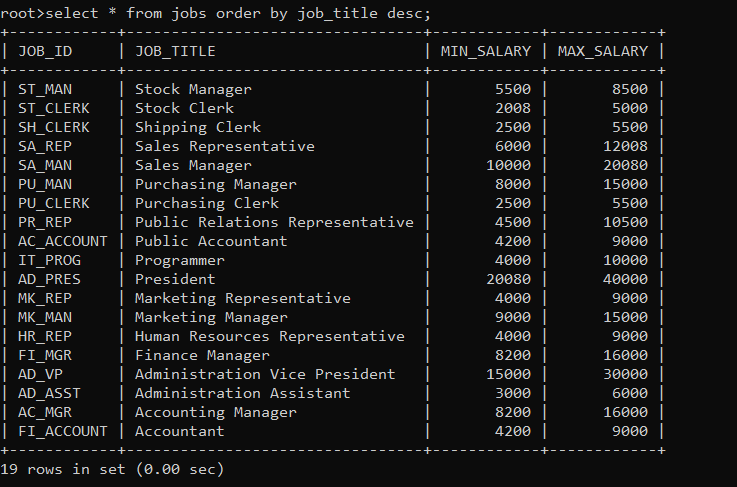 root>select * from jobs order by job_title desc;
+------------+---------------------------------+------------+------------+
| JOB_ID     | JOB_TITLE                       | MIN_SALARY | MAX_SALARY |
+------------+---------------------------------+------------+------------+
| ST_MAN     | Stock Manager                   |       5500 |       8500 |
| ST_CLERK   | Stock Clerk                     |       2008 |       5000 |
| SH_CLERK   | Shipping Clerk                  |       2500 |       5500 |
| SA_REP     | Sales Representative            |       6000 |      12008 |
| SA_MAN     | Sales Manager                   |      10000 |      20080 |
| PU_MAN     | Purchasing Manager              |       8000 |      15000 |
| PU_CLERK   | Purchasing Clerk                |       2500 |       5500 |
| PR_REP     | Public Relations Representative |       4500 |      10500 |
| AC_ACCOUNT | Public Accountant               |       4200 |       9000 |
| IT_PROG    | Programmer                      |       4000 |      10000 |
| AD_PRES    | President                       |      20080 |      40000 |
| MK_REP     | Marketing Representative        |       4000 |       9000 |
| MK_MAN     | Marketing Manager               |       9000 |      15000 |
| HR_REP     | Human Resources Representative  |       4000 |       9000 |
| FI_MGR     | Finance Manager                 |       8200 |      16000 |
| AD_VP      | Administration Vice President   |      15000 |      30000 |
| AD_ASST    | Administration Assistant        |       3000 |       6000 |
| AC_MGR     | Accounting Manager              |       8200 |      16000 |
| FI_ACCOUNT | Accountant                      |       4200 |       9000 |
+------------+---------------------------------+------------+------------+
19 rows in set (0.00 sec)